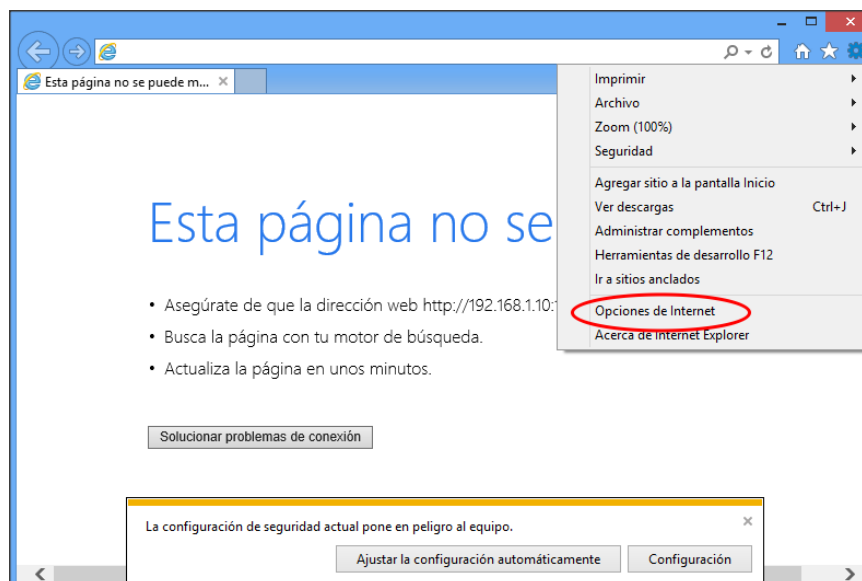 Esta página no se puede m...
Imprimir
Archivo
Zoom (100%)
Seguridad
Agregar sitio a la pantalla Inicio
Ver descargas Ctrl+J
Administrar complementos
Herramientas de desarrollo F12
Ir a sitios anclados
Opciones de Internet
Acerca de Internet Explorer
Esta página no se
• Asegúrate de que la dirección web http://192.168.1.10:
• Busca la página con tu motor de búsqueda.
• Actualiza la página en unos minutos.
Solucionar problemas de conexión
La configuración de seguridad actual pone en peligro al equipo.
Ajustar la configuración automáticamente Configuración